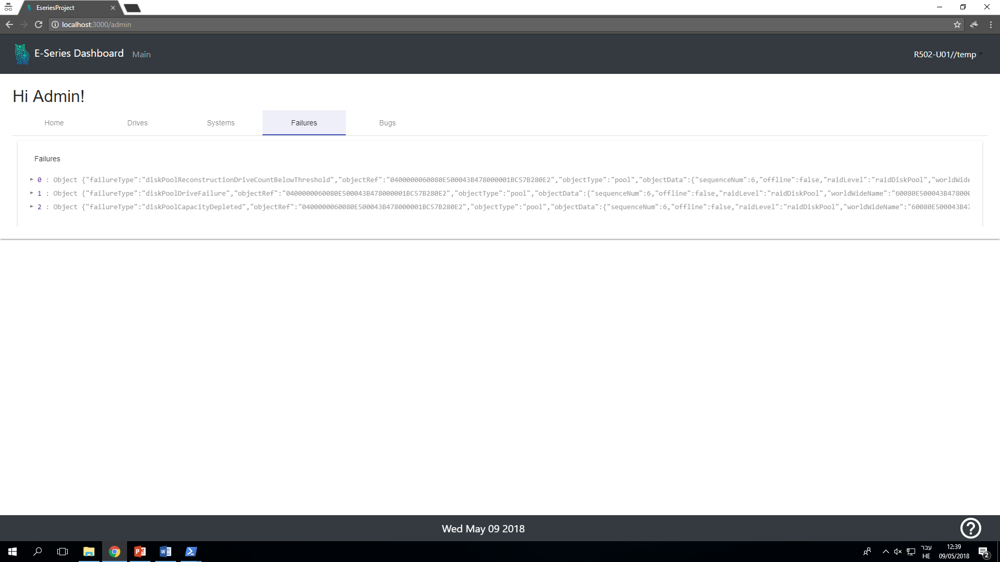 EseriesProject
localhost:3000/admin
E-Series Dashboard Main R502-U01//temp
Hi Admin!
Home Drives Systems Failures Bugs
Failures
0 : Object {"failureType":"diskPoolReconstructionDriveCountBelowThreshold","objectRef":"0400000060080E500043B478000001BC57B280E2","objectType":"pool","objectData":{"sequenceNum":6,"offline":false,"raidLevel":"raidDiskPool","worldWide
1 : Object {"failureType":"diskPoolDriveFailure","objectRef":"0400000060080E500043B478000001BC57B280E2","objectType":"pool","objectData":{"sequenceNum":6,"offline":false,"raidLevel":"raidDiskPool","worldWideName":"60080E500043B478000
2 : Object {"failureType":"diskPoolCapacityDepleted","objectRef":"0400000060080E500043B478000001BC57B280E2","objectType":"pool","objectData":{"sequenceNum":6,"offline":false,"raidLevel":"raidDiskPool","worldWideName":"60080E500043B47
Wed May 09 2018
עבר
HE
12:39
09/05/2018
2